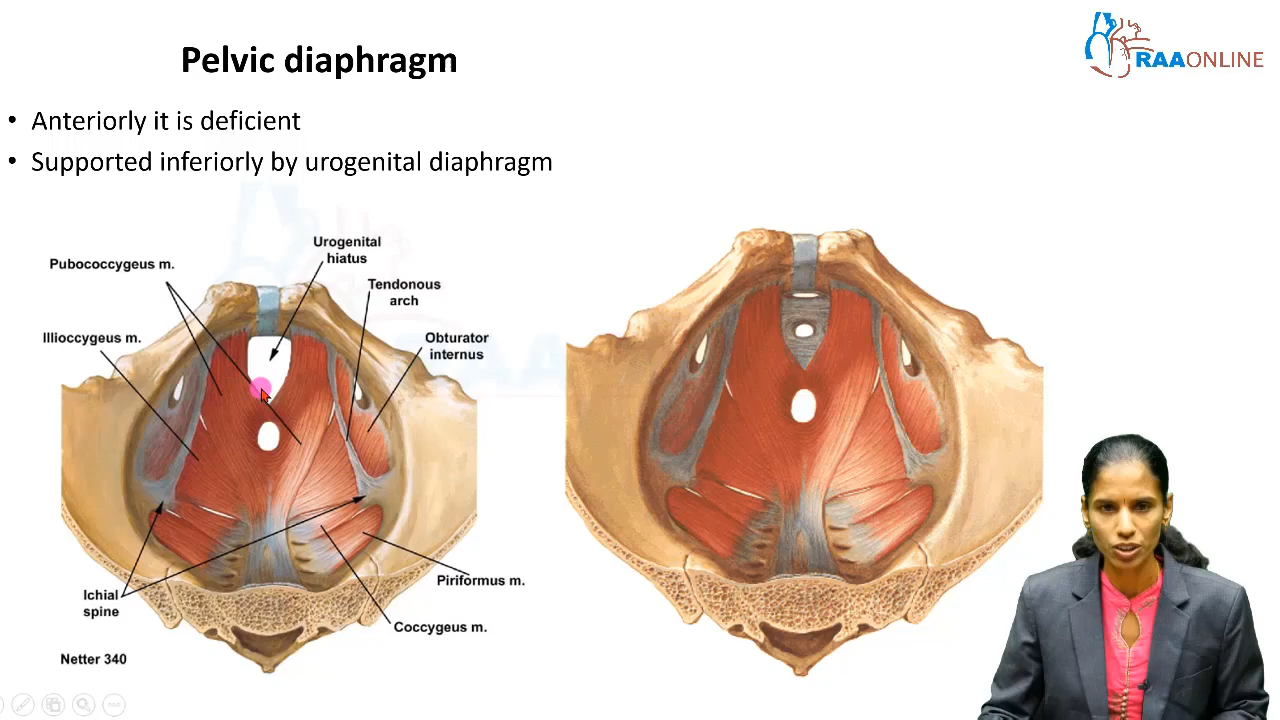 Pelvic diaphragm
RAAONLINE
• Anteriorly it is deficient
• Supported inferiorly by urogenital diaphragm
Urogenital
hiatus
Pubococcygeus m.
Tendonous
arch
Illioccygeus m.
Obturator
internus
Piriformus m.
Ichial
spine
Coccygeus m.
Netter 340